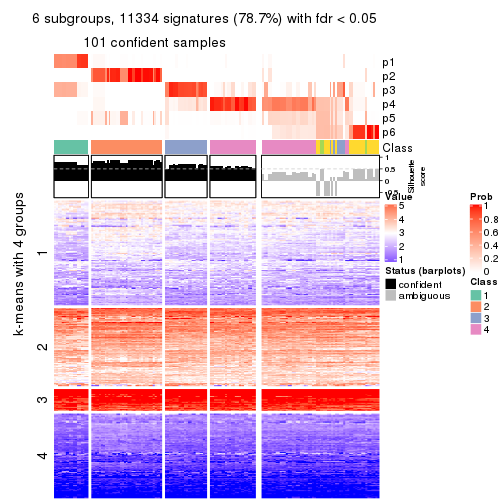 6 subgroups, 11334 signatures (78.7%) with fdr < 0.05
101 confident samples
p1
p2
p3
p4
p5
p6
Class
1
0.5
0
-0.5
Silhouette
score
k-means with 4 groups
1
2
3
4
Value
5
4
3
2
1
Status (barplots)
confident
ambiguous
Prob
1
0.8
0.6
0.4
0.2
0
Class
1
2
3
4